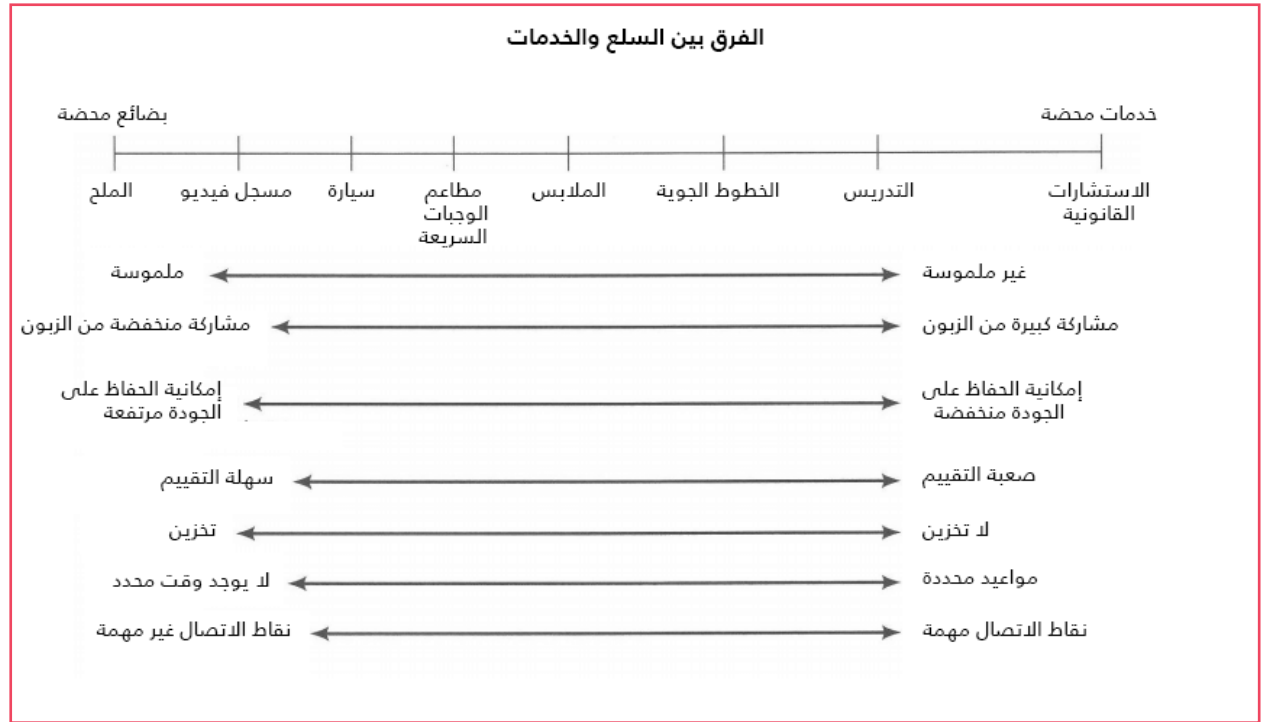 الفرق بين السلع والخدمات
خدمات محضة
بضائع محضة
الاستشارات
القانونية
التدريس
الخطوط الجوية
الملابس
مطاعم
الوجبات
السريعة
سيارة
مسجل فيديو
الملح
غير ملموسة
ملموسة
مشاركة كبيرة من الزبون
مشاركة منخفضة من الزبون
إمكانية الحفاظ على
الجودة منخفضة
إمكانية الحفاظ على
الجودة مرتفعة
صعبة التقييم
سهلة التقييم
لا تخزين
تخزين
مواعيد محددة
لا يوجد وقت محدد
نقاط الاتصال مهمة
نقاط الاتصال غير مهمة